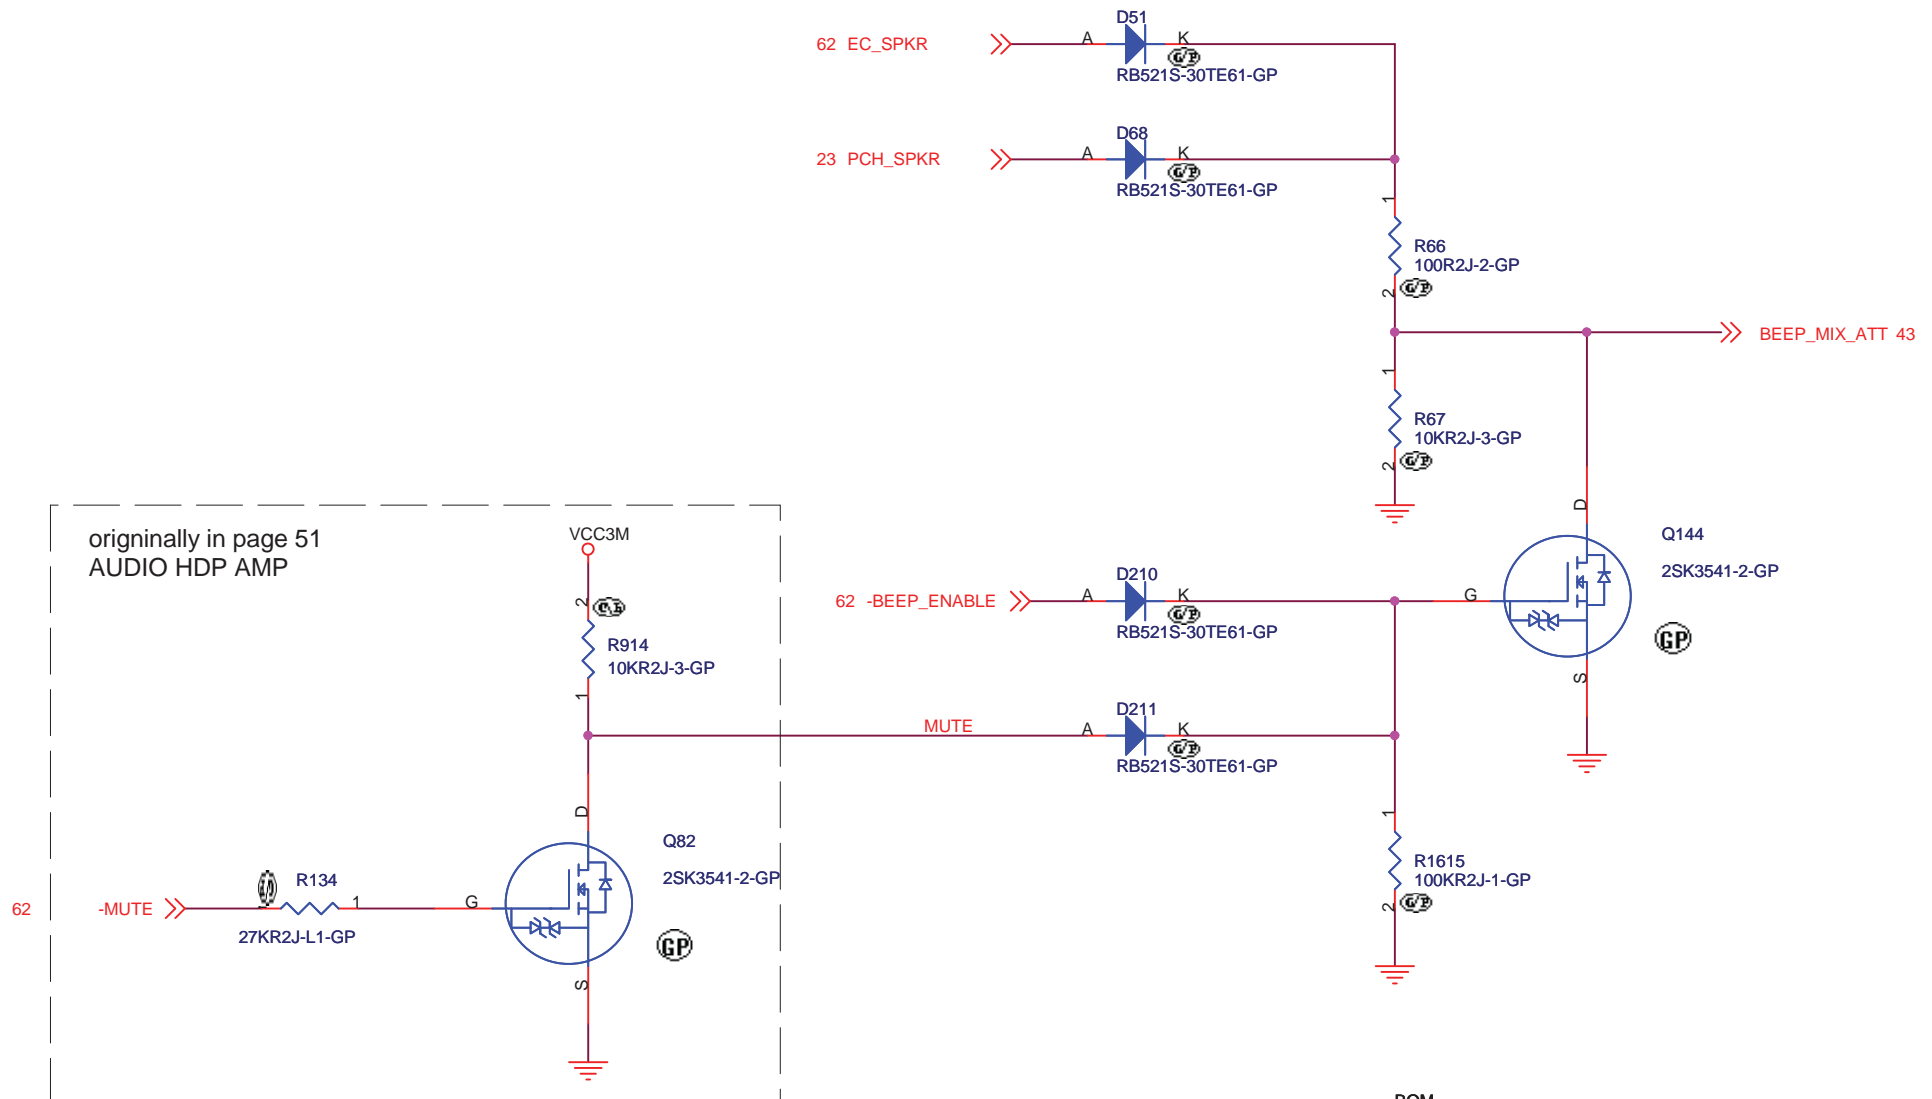 D51
62 EC_SPKR
A
K
G/P
RB521S-30TE61-GP
D68
23 PCH_SPKR
A
K
G/P
RB521S-30TE61-GP
1
R66
100R2J-2-GP
2
G/P
BEEP_MIX_ATT 43
1
R67
10KR2J-3-GP
2
G/P
D
Q144
2SK3541-2-GP
G
GP
S
origninally in page 51
AUDIO HDP AMP
VCC3M
2
R914
10KR2J-3-GP
1
D210
62 -BEEP_ENABLE
A
K
G/P
RB521S-30TE61-GP
D211
MUTE
A
K
G/P
RB521S-30TE61-GP
D
Q82
2SK3541-2-GP
G
GP
S
62 -MUTE
R134
1
27KR2J-L1-GP
1
R1615
100KR2J-1-GP
2
G/P